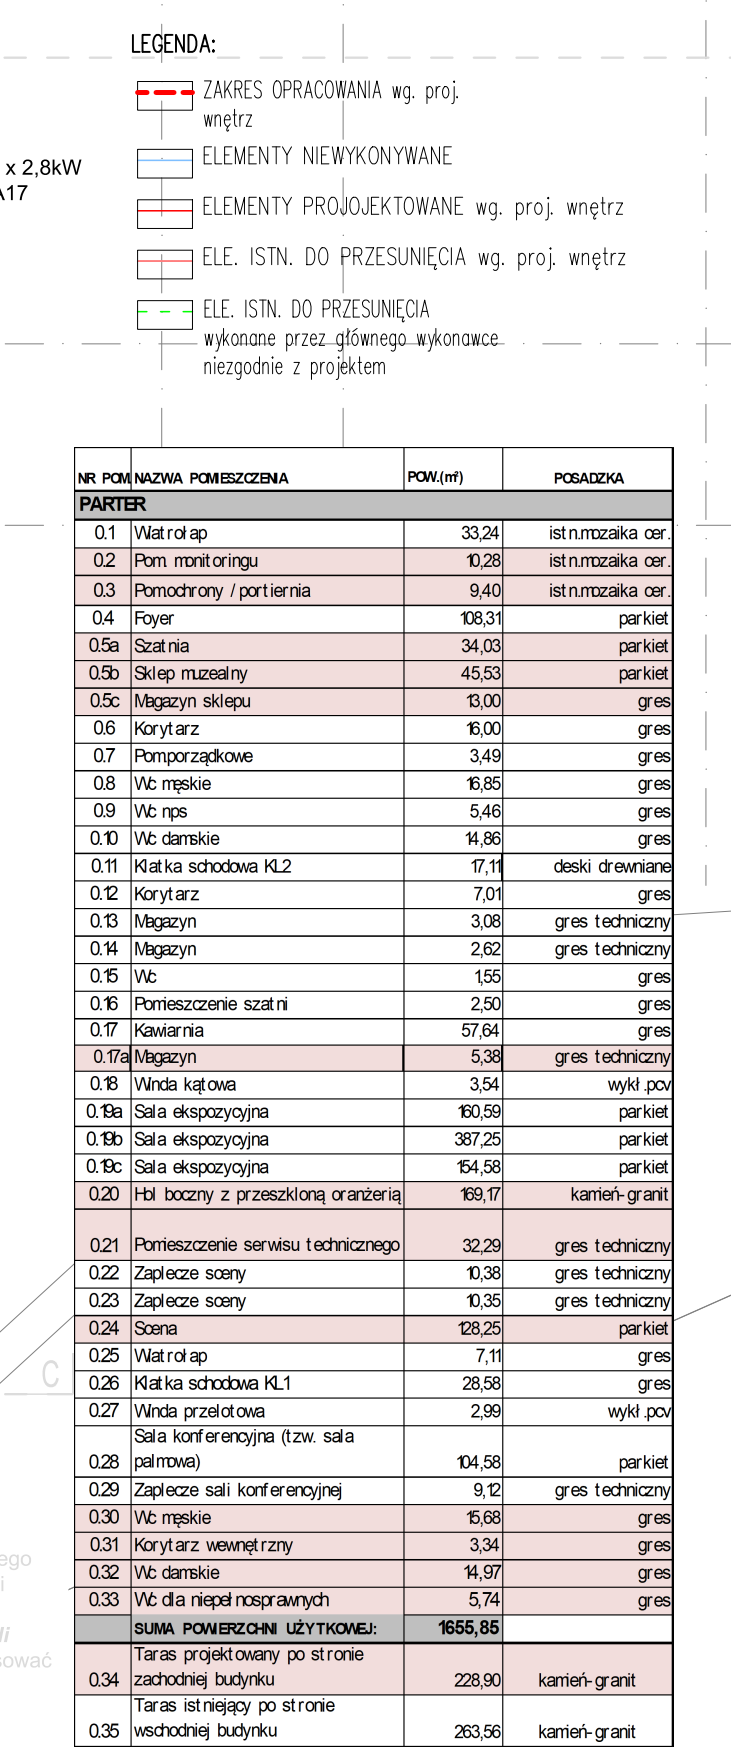 LEGENDA:
ZAKRES OPRACOWANIA wg. proj.
wnętrz
x 2,8kW
A17
ELEMENTY NIEWYKONYWANE
ELEMENTY PROJOJEKTOWANE wg. proj. wnętrz
ELE. ISTN. DO PRZESUNIĘCIA wg. proj. wnętrz
ELE. ISTN. DO PRZESUNIĘCIA
wykonane przez głównego wykonawce
niezgodnie z projektem
NR POM. NAZWA POMIESZCZENIA POW.(m²) POSADZKA
PARTER
0.1 Wiatrołap 33,24 istn.mozaika cer.
0.2 Pom. monitoringu 10,28 istn.mozaika cer.
0.3 Pom.ochrony / portiernia 9,40 istn.mozaika cer.
0.4 Foyer 108,31 parkiet
0.5a Szatnia 34,03 parkiet
0.5b Sklep muzealny 45,53 parkiet
0.5c Magazyn sklepu 13,00 gres
0.6 Korytarz 16,00 gres
0.7 Pom.porządkowe 3,49 gres
0.8 Wc męskie 16,85 gres
0.9 Wc nps 5,46 gres
0.10 Wc damskie 14,86 gres
0.11 Klatka schodowa KL2 17,11 deski drewniane
0.12 Korytarz 7,01 gres
0.13 Magazyn 3,08 gres techniczny
0.14 Magazyn 2,62 gres techniczny
0.15 Wc 1,55 gres
0.16 Pomieszczenie szatni 2,50 gres
0.17 Kawiarnia 57,64 gres
0.17a Magazyn 5,38 gres techniczny
0.18 Winda kątowa 3,54 wykł.pcv
0.19a Sala ekspozycyjna 160,59 parkiet
0.19b Sala ekspozycyjna 387,25 parkiet
0.19c Sala ekspozycyjna 154,58 parkiet
0.20 Hol boczny z przeszkloną oranżerią 169,17 kamień-granit
0.21 Pomieszczenie serwisu technicznego 32,29 gres techniczny
0.22 Zaplecze sceny 10,38 gres techniczny
0.23 Zaplecze sceny 10,35 gres techniczny
0.24 Scena 128,25 parkiet
0.25 Wiatrołap 7,11 gres
C
0.26 Klatka schodowa KL1 28,58 gres
0.27 Winda przelotowa 2,99 wykł.pcv
Sala konferencyjna (tzw. sala
0.28 palmowa) 104,58 parkiet
0.29 Zaplecze sali konferencyjnej 9,12 gres techniczny
0.30 Wc męskie 15,68 gres
0.31 Korytarz wewnętrzny 3,34 gres
ego
0.32 Wc damskie 14,97 gres
i
0.33 Wc dla niepełnosprawnych 5,74 gres
SUMA POWIERZCHNI UŻYTKOWEJ: 1655,85
li
Taras projektowany po stronie
sować
0.34 zachodniej budynku 228,90 kamień-granit
Taras istniejący po stronie
0.35 wschodniej budynku 263,56 kamień-granit